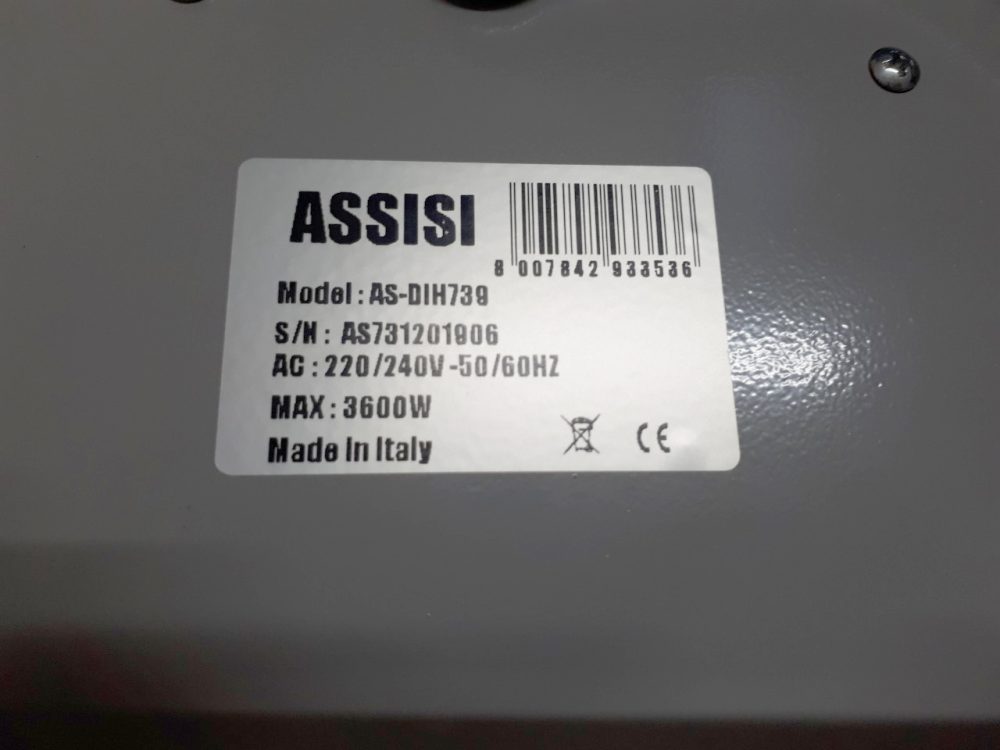 ASSISI
8 007842 933536
Model : AS-DIH739
S/N : AS731201906
AC : 220/240V-50/60HZ
MAX : 3600W
Made In Italy
CE